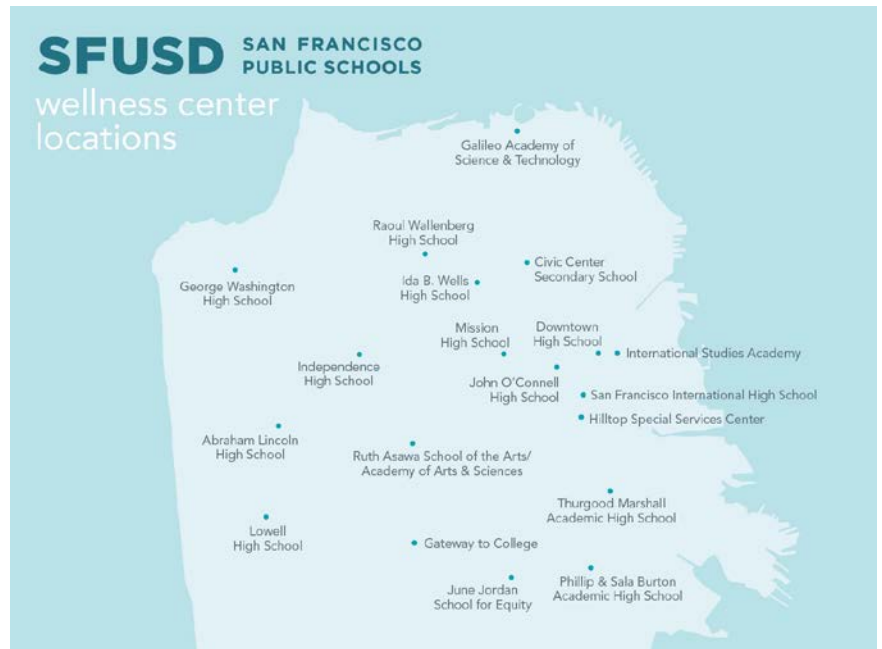 SFUSD SAN FRANCISCO
PUBLIC SCHOOLS
wellness center
locations
Galileo Academy of
Science & Technology
Raoul Wallenberg
High School
Civic Center
Secondary School
George Washington
High School
Ida B. Wells
High School
Mission
High School
Downtown
High School
International Studies Academy
Independence
High School
John O'Connell
High School
San Francisco International High School
Hilltop Special Services Center
Abraham Lincoln
High School
Ruth Asawa School of the Arts/
Academy of Arts & Sciences
Thurgood Marshall
Academic High School
Lowell
High School
Gateway to College
June Jordan
School for Equity
Phillip & Sala Burton
Academic High School